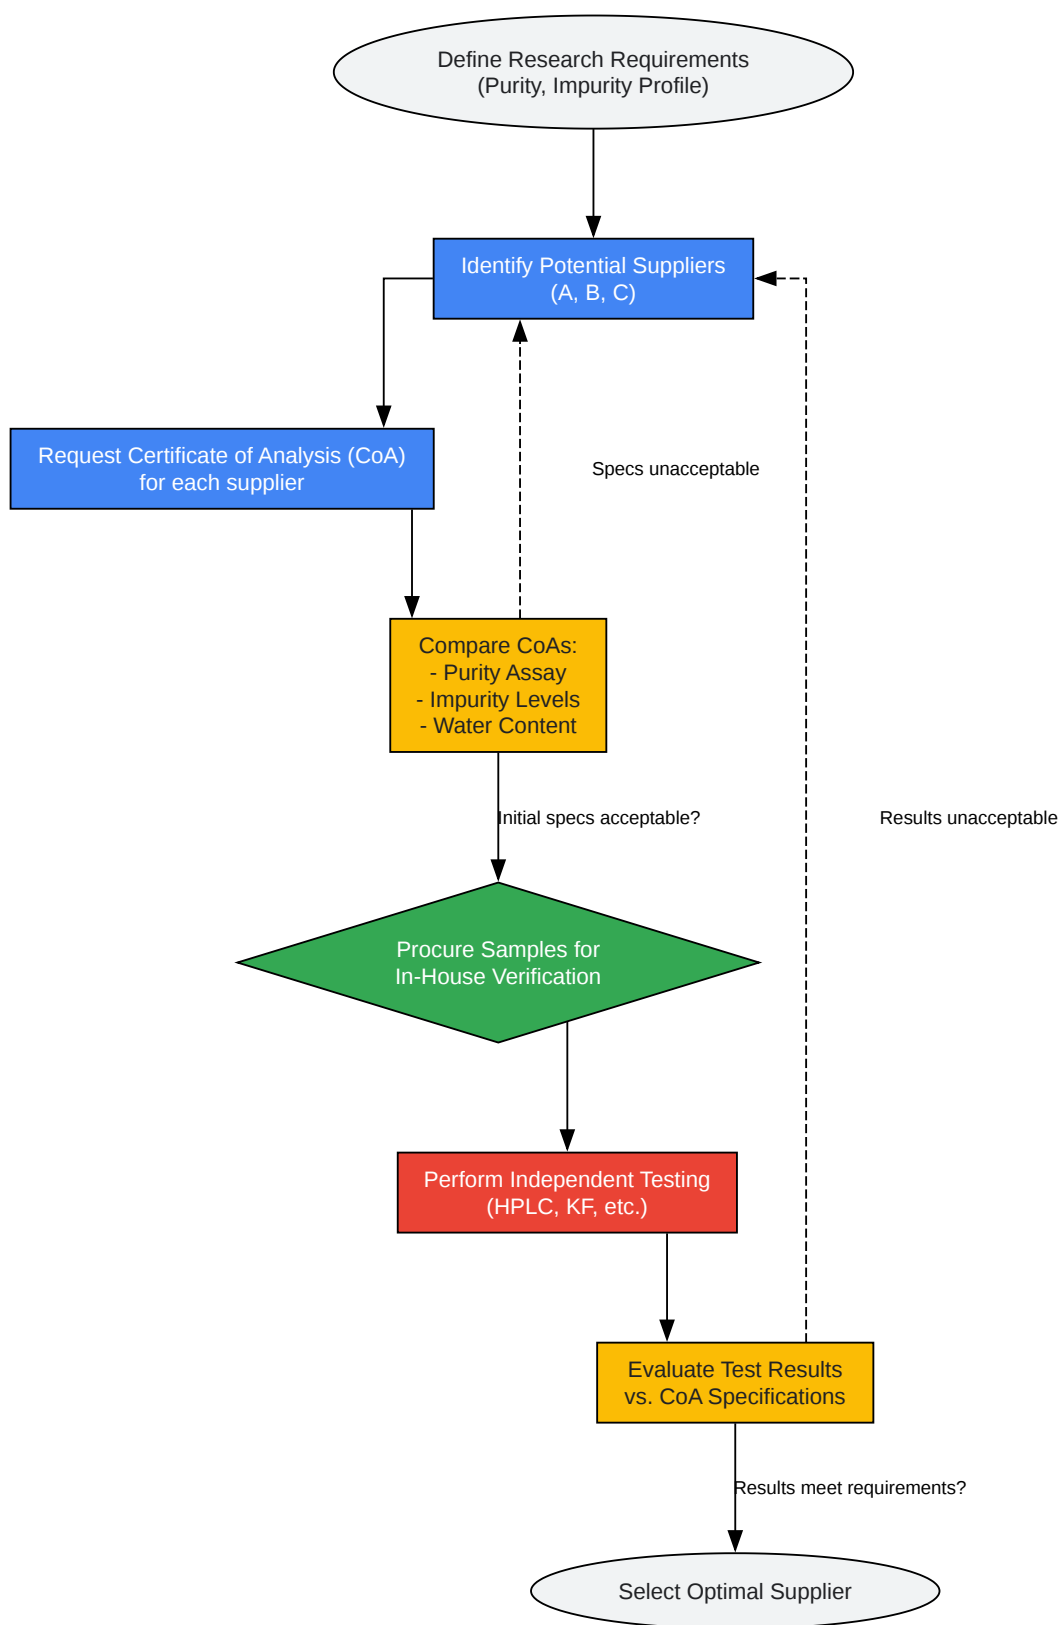 Define Research Requirements
(Purity, Impurity Profile)
Identify Potential Suppliers
(A, B, C)
Request Certificate of Analysis (CoA)
for each supplier
Specs unacceptable
Compare CoAs:
- Purity Assay
- Impurity Levels
- Water Content
Initial specs acceptable?
Results unacceptable
Procure Samples for
In-House Verification
Perform Independent Testing
(HPLC, KF, etc.)
Evaluate Test Results
vs. CoA Specifications
Results meet requirements?
Select Optimal Supplier